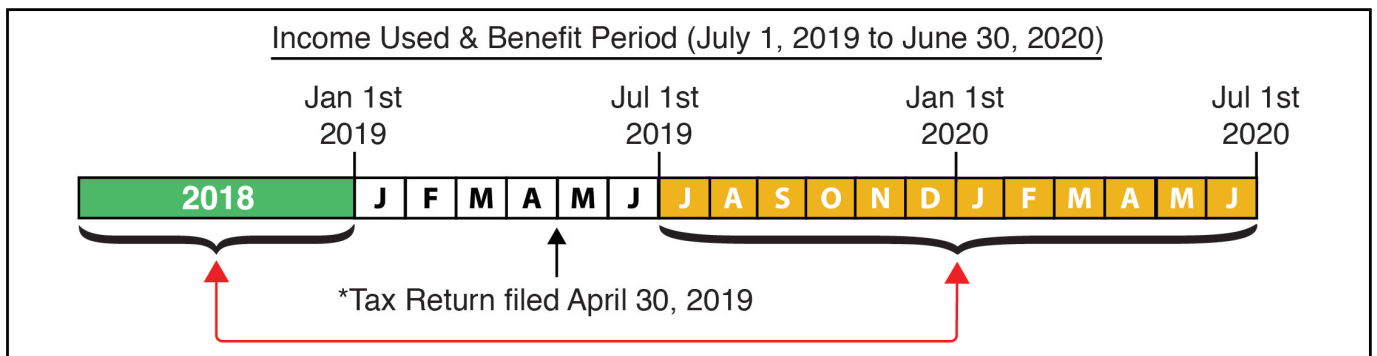 Income Used & Benefit Period (July 1, 2019 to June 30, 2020)
Jan 1st Jul 1st Jan 1st Jul 1st
2019 2019 2020 2020
2018 J F M A M J J A S O N D J F M A M J
*Tax Return filed April 30, 2019